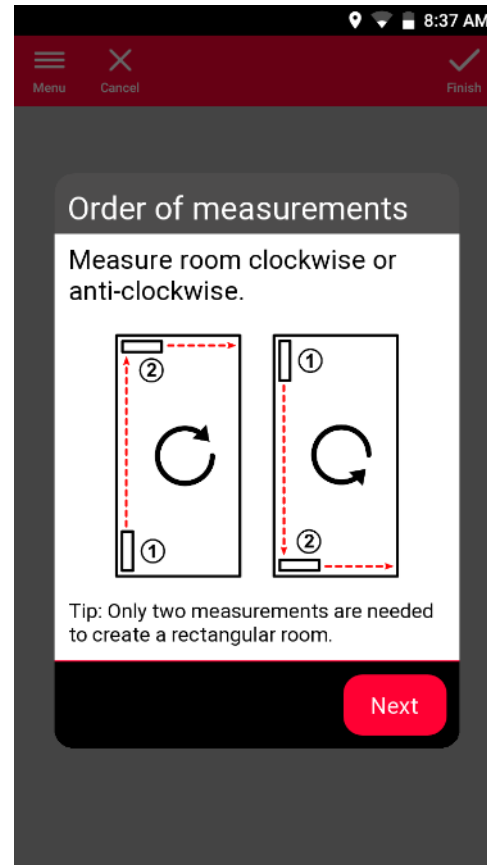 8:37 AM
Menu
Cancel
Finish
Order of measurements
Measure room clockwise or
anti-clockwise.
② ①
① ②
Tip: Only two measurements are needed
to create a rectangular room.
Next